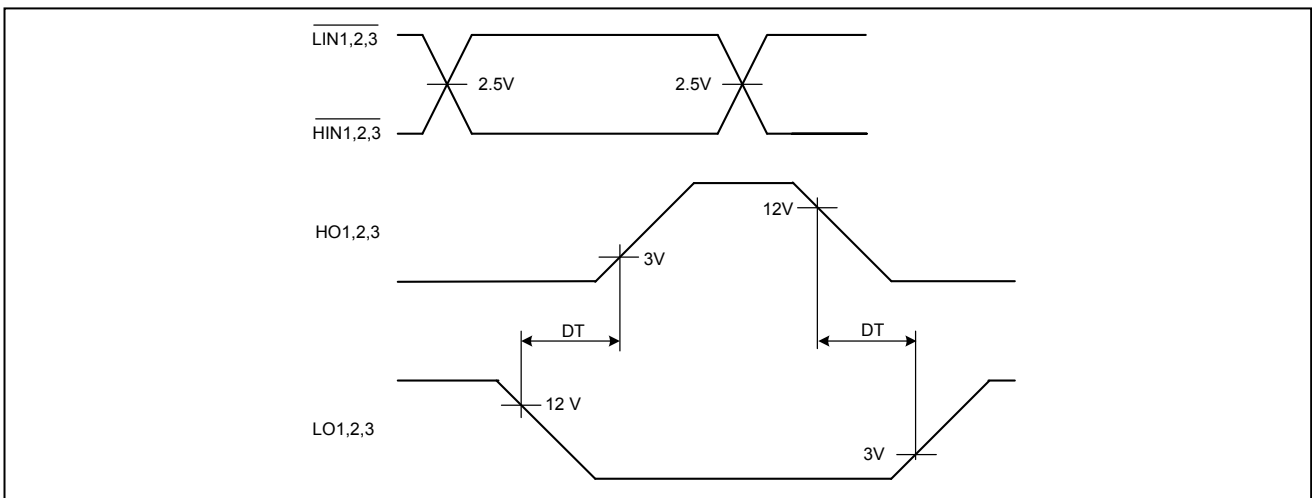 LIN1,2,3
2.5V 2.5V
HIN1,2,3
12V
HO1,2,3
3V
DT DT
12 V
LO1,2,3
3V